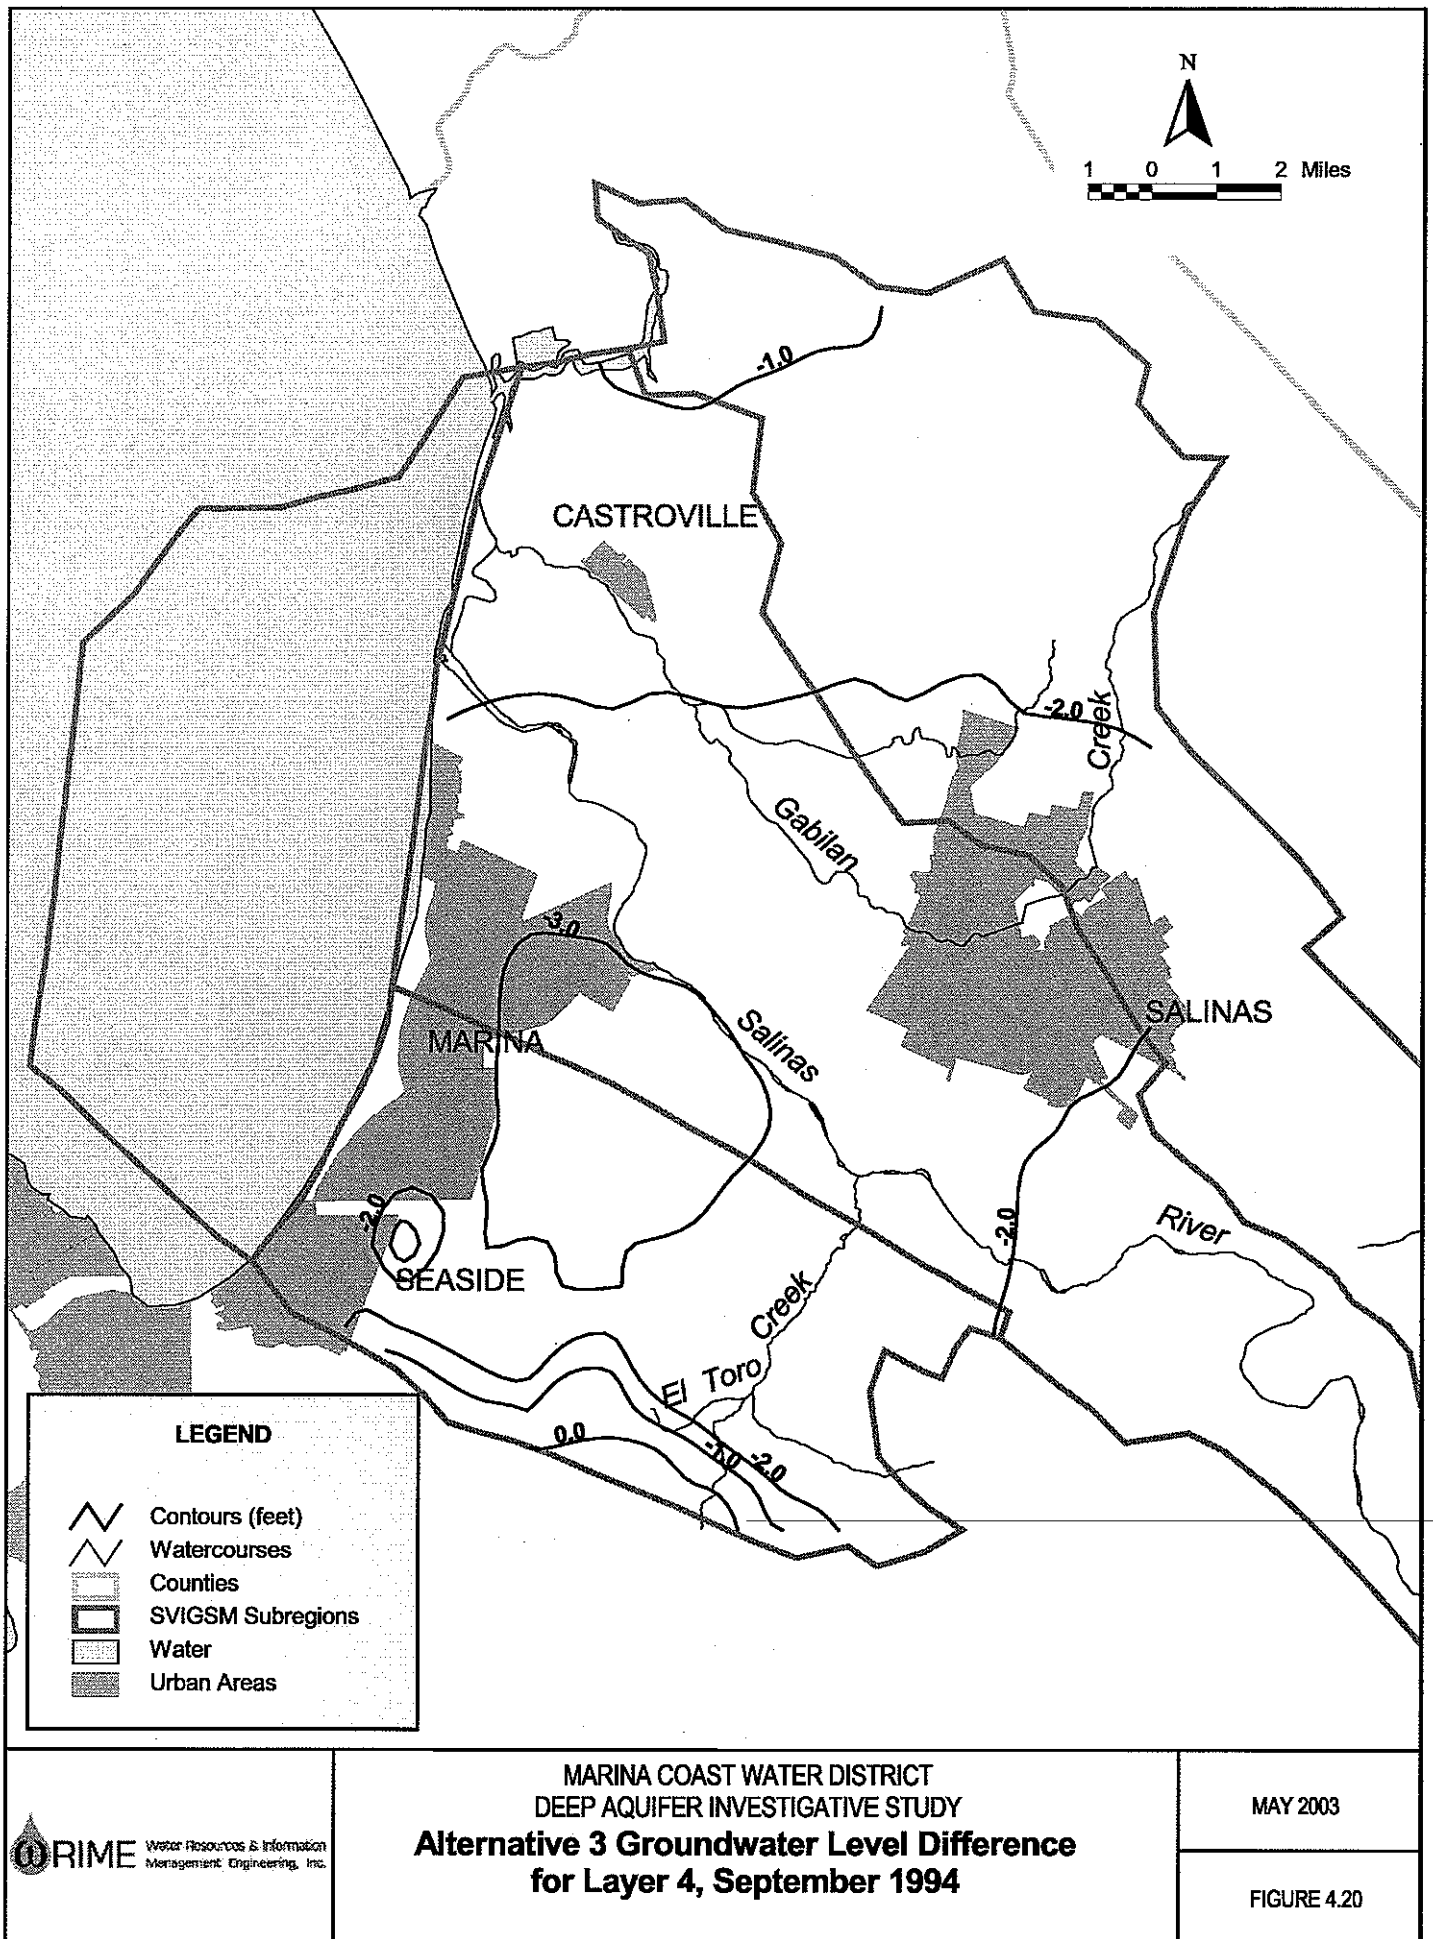 N
1 0 1 2 Miles
-1.0
CASTROVILLE
-2.0
Creek
Gabilan
-3.0
SALINAS
MARINA
Salinas
-2.0
-2.0
River
SEASIDE
Creek
El Toro
0.0
-1.0
-2.0
LEGEND
Contours (feet)
Watercourses
Counties
SVIGSM Subregions
Water
Urban Areas
RIME
Water Resources & Information
Management Engineering, Inc.
MARINA COAST WATER DISTRICT
DEEP AQUIFER INVESTIGATIVE STUDY
Alternative 3 Groundwater Level Difference
for Layer 4, September 1994
MAY 2003
FIGURE 4.20